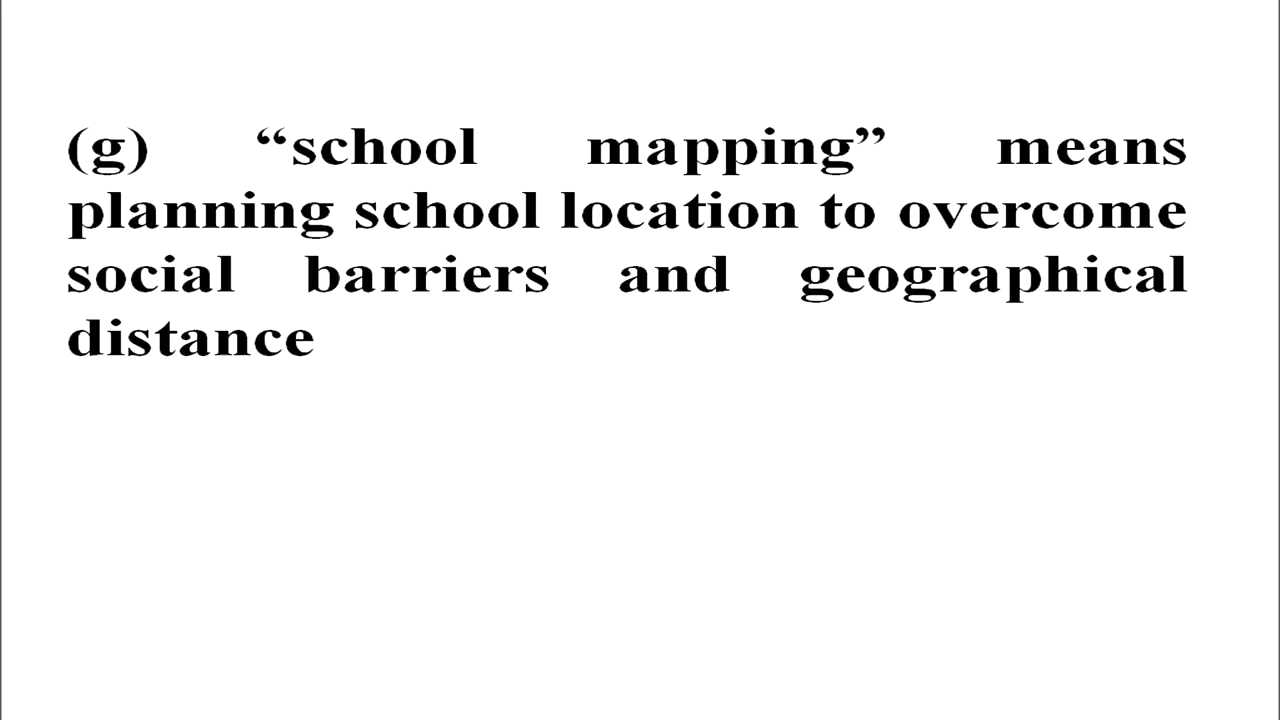 (g) “school mapping” means
planning school location to overcome
social barriers and geographical
distance